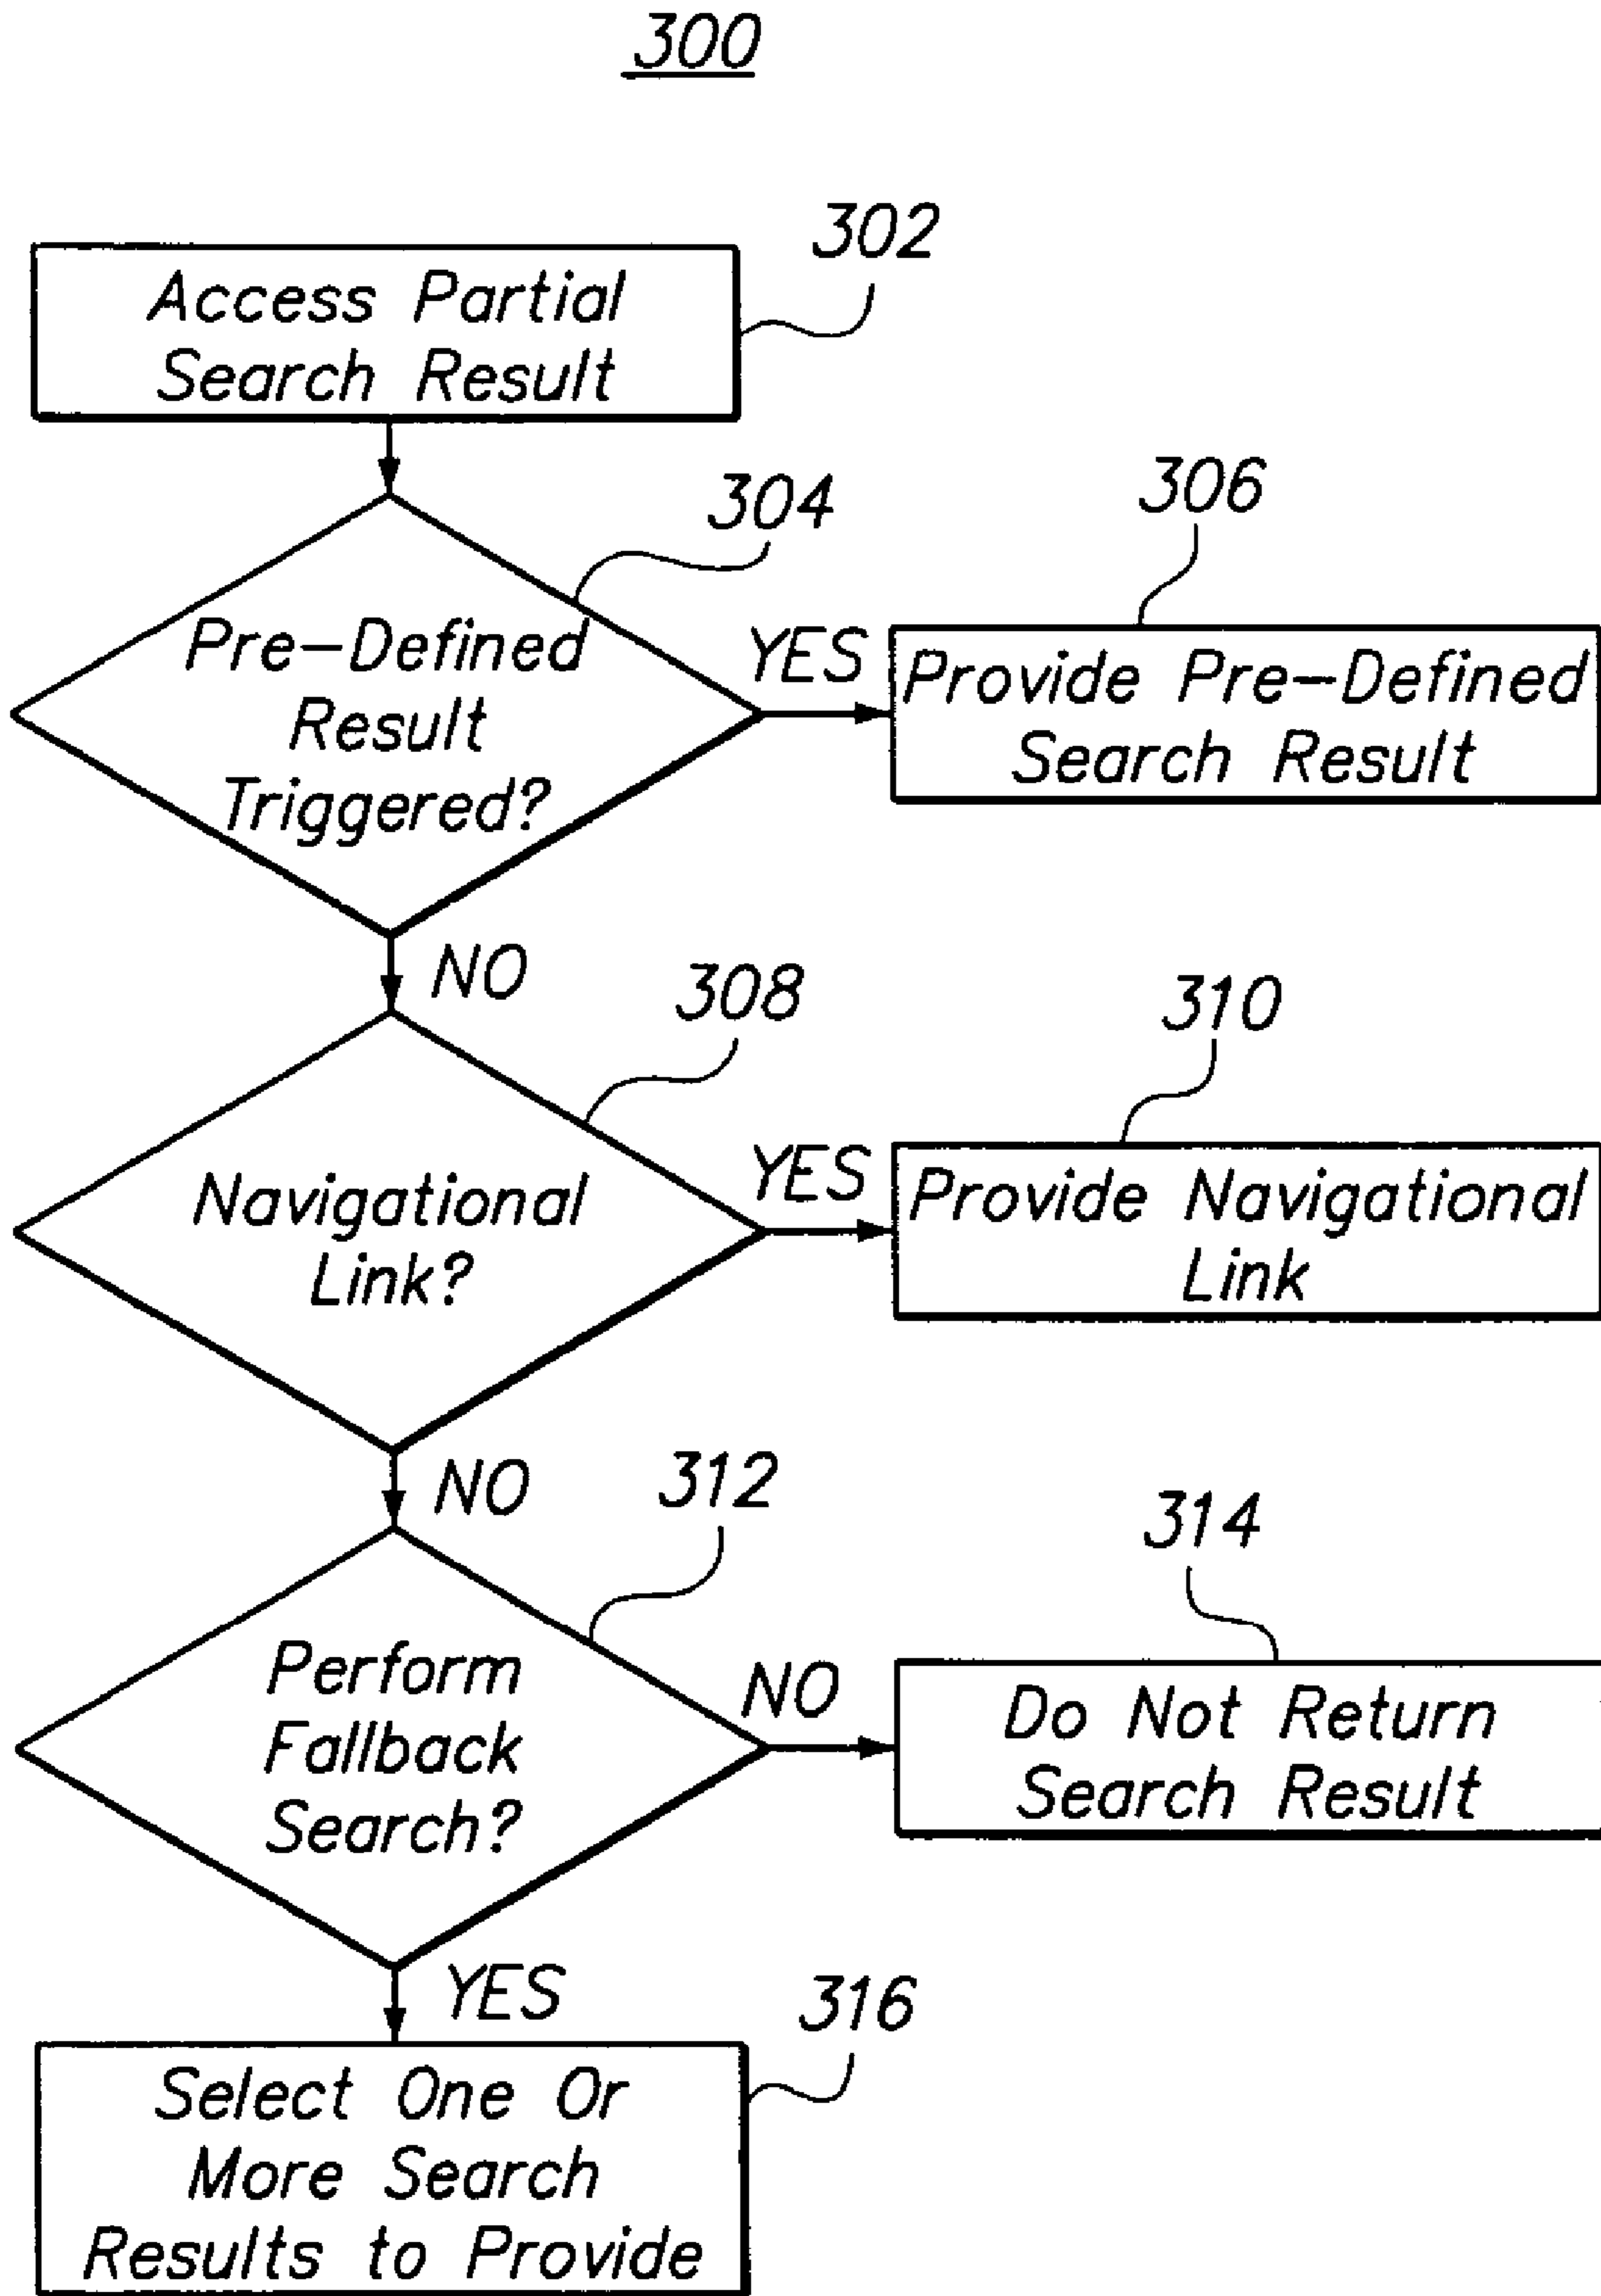 300
302
Access Partial
Search Result
304
306
Pre-Defined
Result
Triggered?
YES
Provide Pre-Defined
Search Result
NO
308
310
Navigational
Link?
YES
Provide Navigational
Link
NO
312
314
Perform
Fallback
Search?
NO
Do Not Return
Search Result
YES
316
Select One Or
More Search
Results to Provide